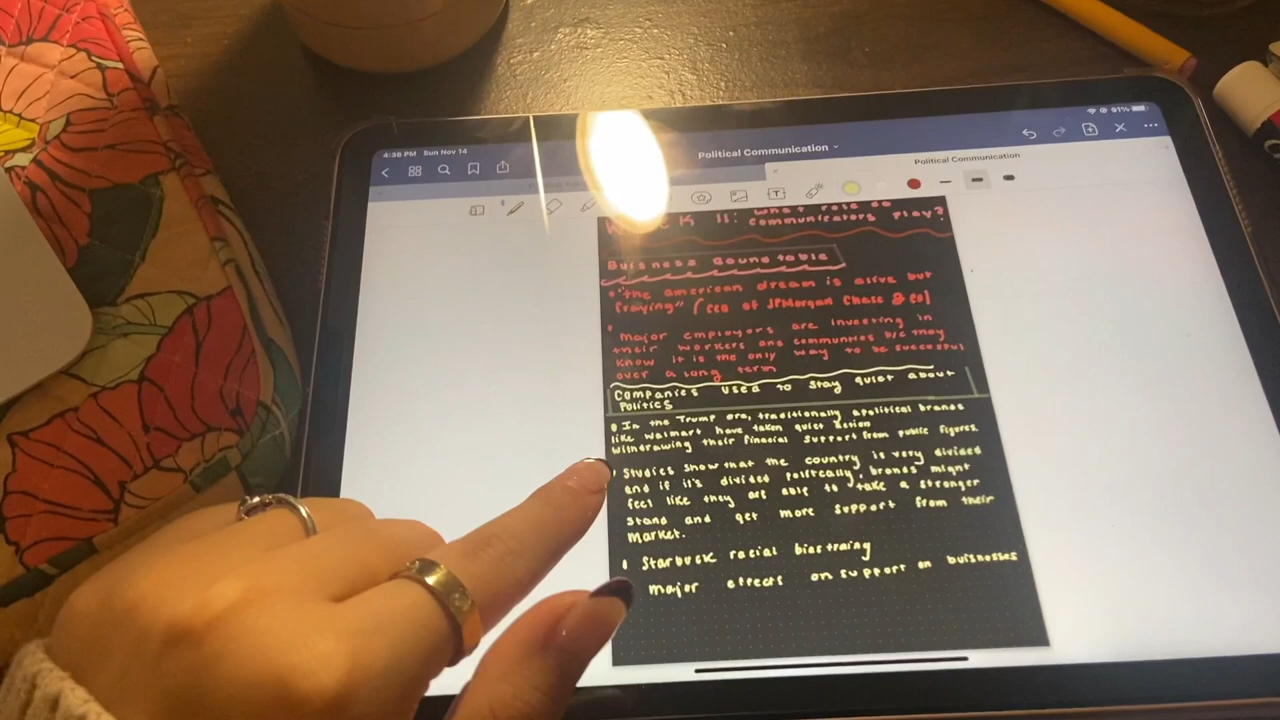 4:38 PM Sun Nov 14
91%
Political Communication
Political Communication
11: What role do
communicators play?
Buisness Roundtable
"the american dream is alive but
fraying" (ceo of JPMorgan Chase & co)
Major employers are investing in
their workers and communities b/c they
know it is the only way to be successful
over a long term
Companies used to stay quiet about
Politics
In the Trump era, traditionally apolitical brands
like walmart have taken quiet action
withdrawing their finacial support from public figures.
Studies show that the country is very divided
and if it's divided politcally, brands might
feel like they are able to take a stronger
stand and get more support from their
market.
Starbuck racial bias traing
major effects on support on buisnesses